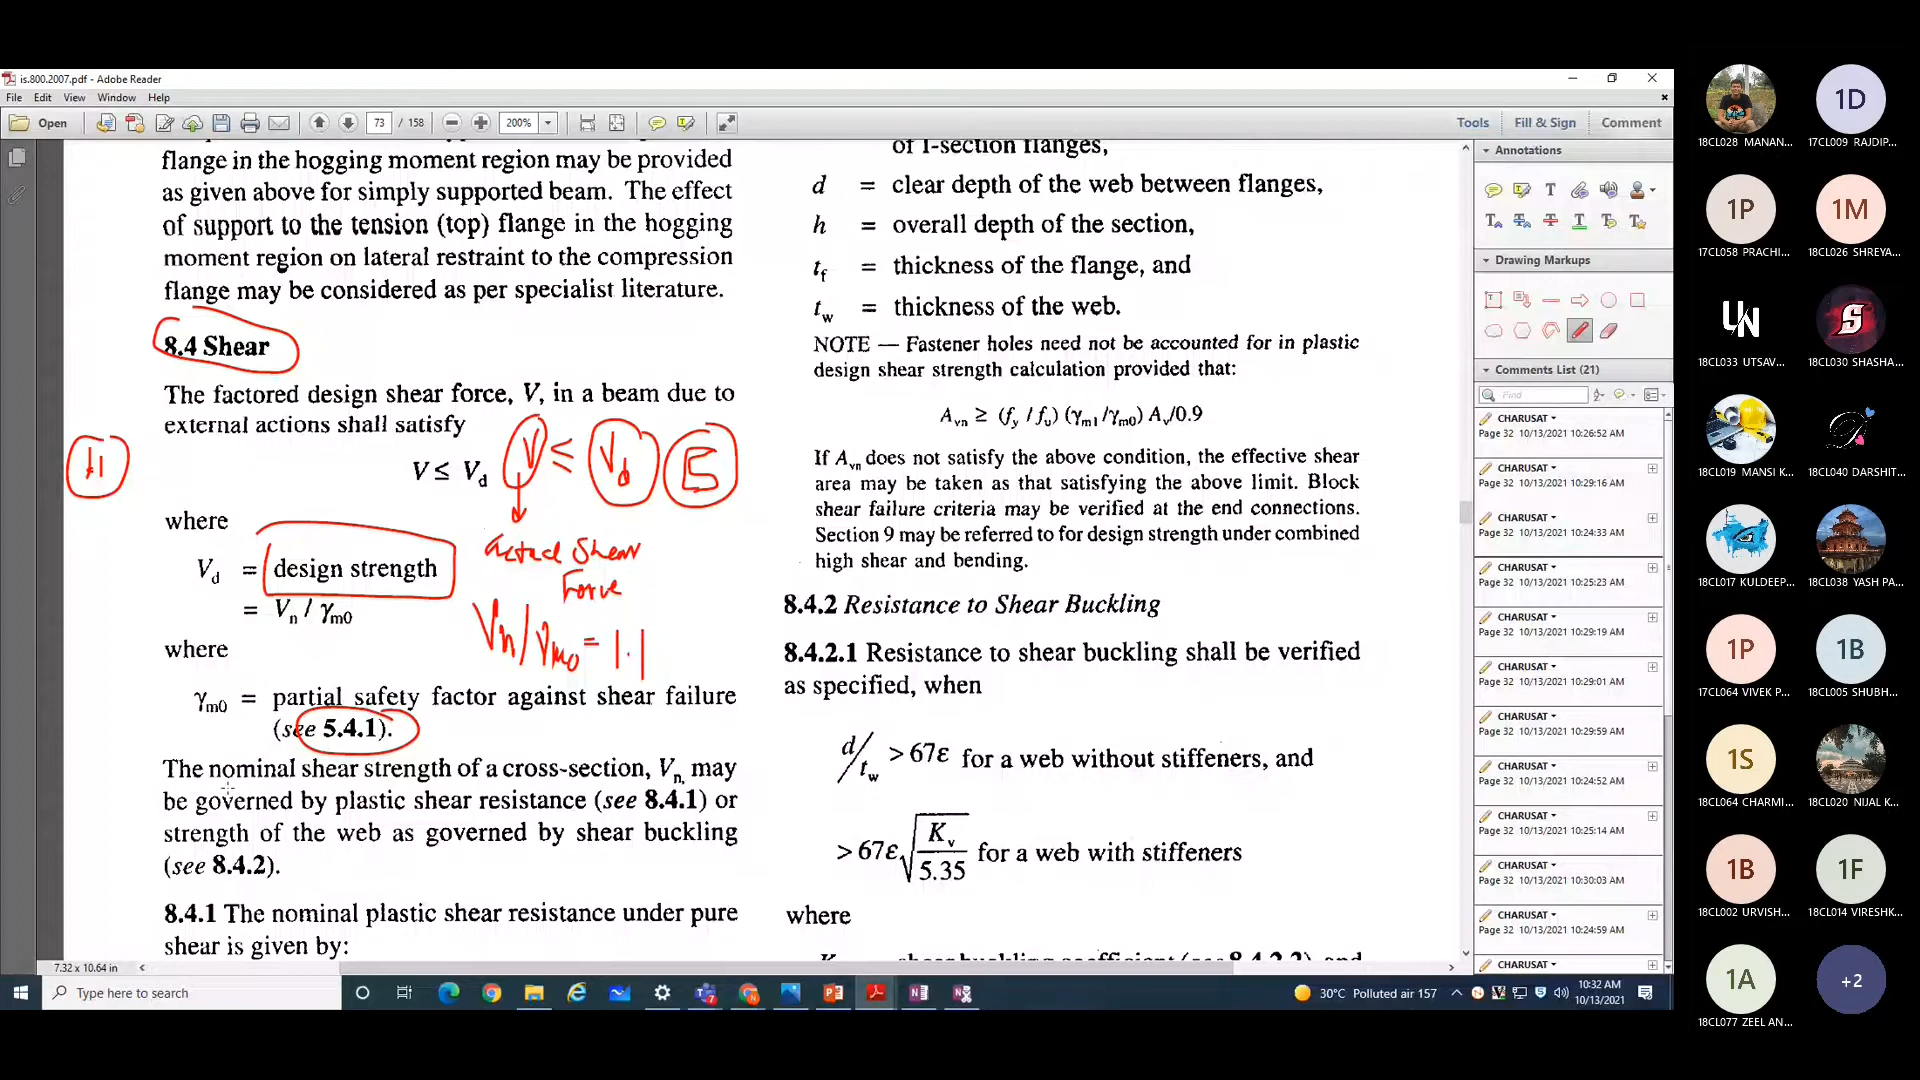 is.800.2007.pdf - Adobe Reader
File Edit View Window Help
Open 73 / 158 200% Tools Fill & Sign Comment
flange in the hogging moment region may be provided
as given above for simply supported beam. The effect
of support to the tension (top) flange in the hogging
moment region on lateral restraint to the compression
flange may be considered as per specialist literature.
8.4 Shear
The factored design shear force, V, in a beam due to
external actions shall satisfy
V ≤ Vd
V ≤ Vd
where
Vd = design strength
= Vn / γm0
Actual Shear
Force
Vn/γm0 = 1.1
where
γm0 = partial safety factor against shear failure
(see 5.4.1).
The nominal shear strength of a cross-section, Vn, may
be governed by plastic shear resistance (see 8.4.1) or
strength of the web as governed by shear buckling
(see 8.4.2).
8.4.1 The nominal plastic shear resistance under pure
shear is given by:
of I-section flanges,
d = clear depth of the web between flanges,
h = overall depth of the section,
tf = thickness of the flange, and
tw = thickness of the web.
NOTE — Fastener holes need not be accounted for in plastic
design shear strength calculation provided that:
Avn ≥ (fy / fu) (γm1 /γm0) Av/0.9
If Avn does not satisfy the above condition, the effective shear
area may be taken as that satisfying the above limit. Block
shear failure criteria may be verified at the end connections.
Section 9 may be referred to for design strength under combined
high shear and bending.
8.4.2 Resistance to Shear Buckling
8.4.2.1 Resistance to shear buckling shall be verified
as specified, when
d/tw > 67ε for a web without stiffeners, and
> 67ε√(Kv/5.35) for a web with stiffeners
where
7.32 x 10.64 in
Annotations
Drawing Markups
Comments List (21)
Find
CHARUSAT
Page 32 10/13/2021 10:26:52 AM
CHARUSAT
Page 32 10/13/2021 10:29:16 AM
CHARUSAT
Page 32 10/13/2021 10:24:33 AM
CHARUSAT
Page 32 10/13/2021 10:25:23 AM
CHARUSAT
Page 32 10/13/2021 10:29:19 AM
CHARUSAT
Page 32 10/13/2021 10:29:01 AM
CHARUSAT
Page 32 10/13/2021 10:29:59 AM
CHARUSAT
Page 32 10/13/2021 10:24:52 AM
CHARUSAT
Page 32 10/13/2021 10:25:14 AM
CHARUSAT
Page 32 10/13/2021 10:30:03 AM
CHARUSAT
Page 32 10/13/2021 10:24:59 AM
CHARUSAT
Type here to search
30°C Polluted air 157
10:32 AM
10/13/2021
1D
18CL028 MANAN... 17CL009 RAJDIP...
1P 1M
17CL058 PRACHI... 18CL026 SHREYA...
UN S
18CL033 UTSAV... 18CL030 SHASHA...
18CL019 MANSI K... 18CL040 DARSHIT...
18CL017 KULDEEP... 18CL038 YASH PA...
1P 1B
17CL064 VIVEK P... 18CL005 SHUBH...
1S
18CL064 CHARMI... 18CL020 NIJAL K...
1B 1F
18CL002 URVISH... 18CL014 VIRESHK...
1A +2
18CL077 ZEEL AN...